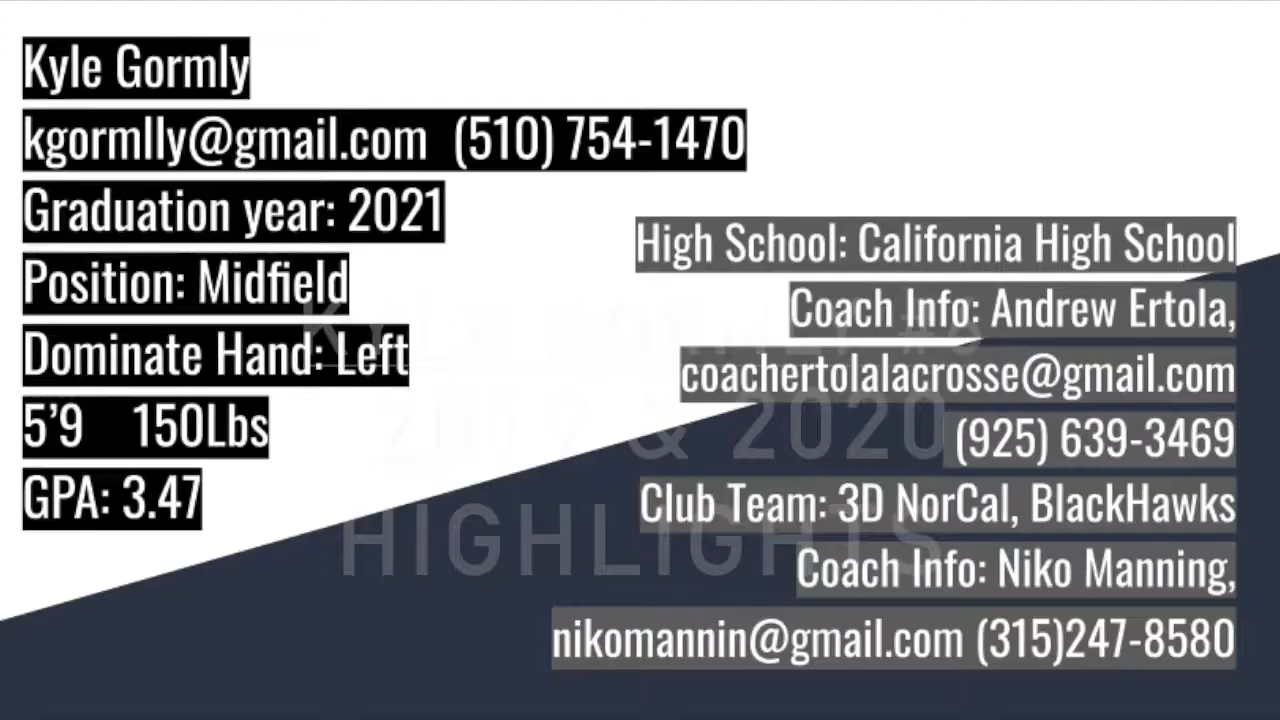 Kyle Gormly
kgormlly@gmail.com (510) 754-1470
Graduation year: 2021
Position: Midfield
Dominate Hand: Left
5’9 150Lbs
GPA: 3.47
High School: California High School
Coach Info: Andrew Ertola,
coachertolalacrosse@gmail.com
(925) 639-3469
Club Team: 3D NorCal, BlackHawks
Coach Info: Niko Manning,
nikomannin@gmail.com (315)247-8580
& 2020
HIGHLIGHTS